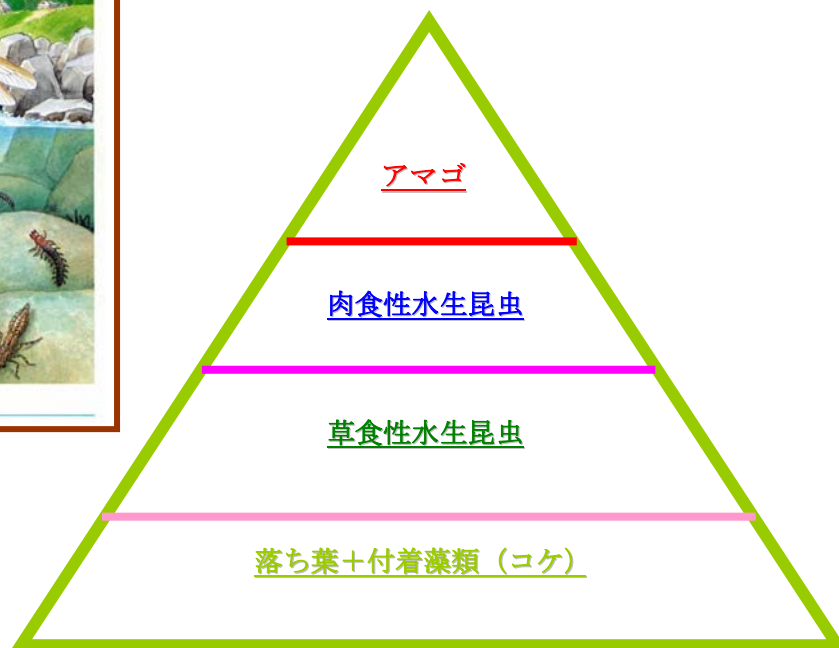 アマゴ
肉食性水生昆虫
草食性水生昆虫
落ち葉＋付着藻類（コケ）